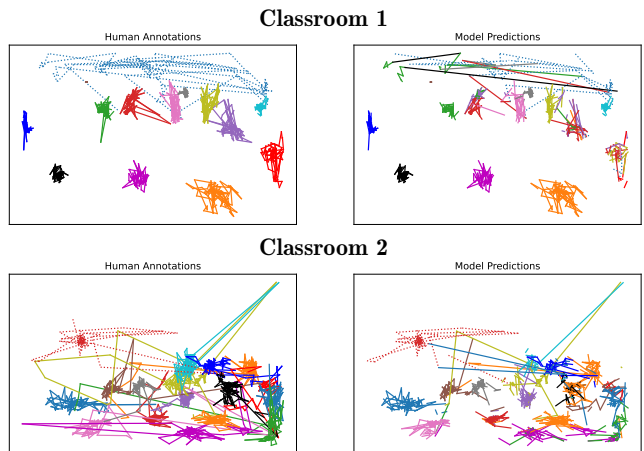 Classroom 1
Human Annotations
Model Predictions
Classroom 2
Human Annotations
Model Predictions